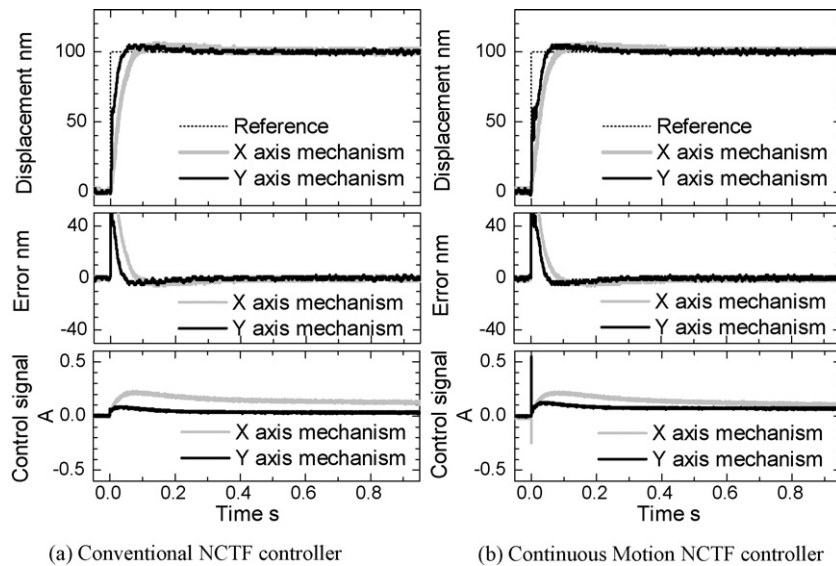 Displacement nm
100
50
0
Reference
X axis mechanism
Y axis mechanism
Error nm
40
0
-40
X axis mechanism
Y axis mechanism
Control signal
A
0.5
0.0
-0.5
X axis mechanism
Y axis mechanism
0.0 0.2 0.4 0.6 0.8
Time s
(a) Conventional NCTF controller
Displacement nm
100
50
0
Reference
X axis mechanism
Y axis mechanism
Error nm
40
0
-40
X axis mechanism
Y axis mechanism
Control signal
A
0.5
0.0
-0.5
X axis mechanism
Y axis mechanism
0.0 0.2 0.4 0.6 0.8
Time s
(b) Continuous Motion NCTF controller